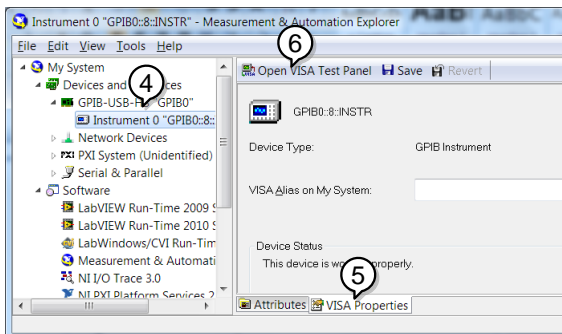 Instrument 0 "GPIB0::8::INSTR" - Measurement & Automation Explorer
File Edit View Tools Help
6
My System
4
Devices and
GPIB-USB-HS "GPIB0"
Instrument 0 "GPIB0::8::
Network Devices
PXI PXI System (Unidentified)
Serial & Parallel
Software
LabVIEW Run-Time 2009
LabVIEW Run-Time 2010
LabWindows/CVI Run-Tim
Measurement & Automati
NI I/O Trace 3.0
NI PXI Platform Services 2
Open VISA Test Panel Save Revert
GPIB0::8::INSTR
Device Type: GPIB Instrument
VISA Alias on My System:
Device Status
This device is working properly.
5
Attributes VISA Properties